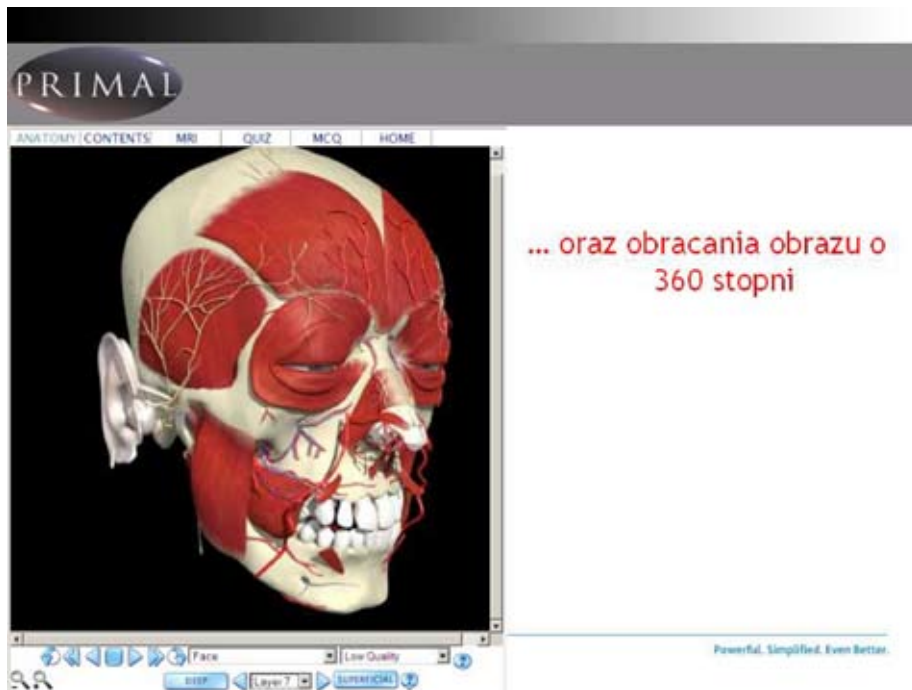 PRIMAL
ANATOMY CONTENTS MRI QUIZ MCQ HOME
... oraz obracania obrazu o
360 stopni
Face Low Quality
DEEP Layer 7 SUPERFICIAL
Powerful. Simplified. Even Better.